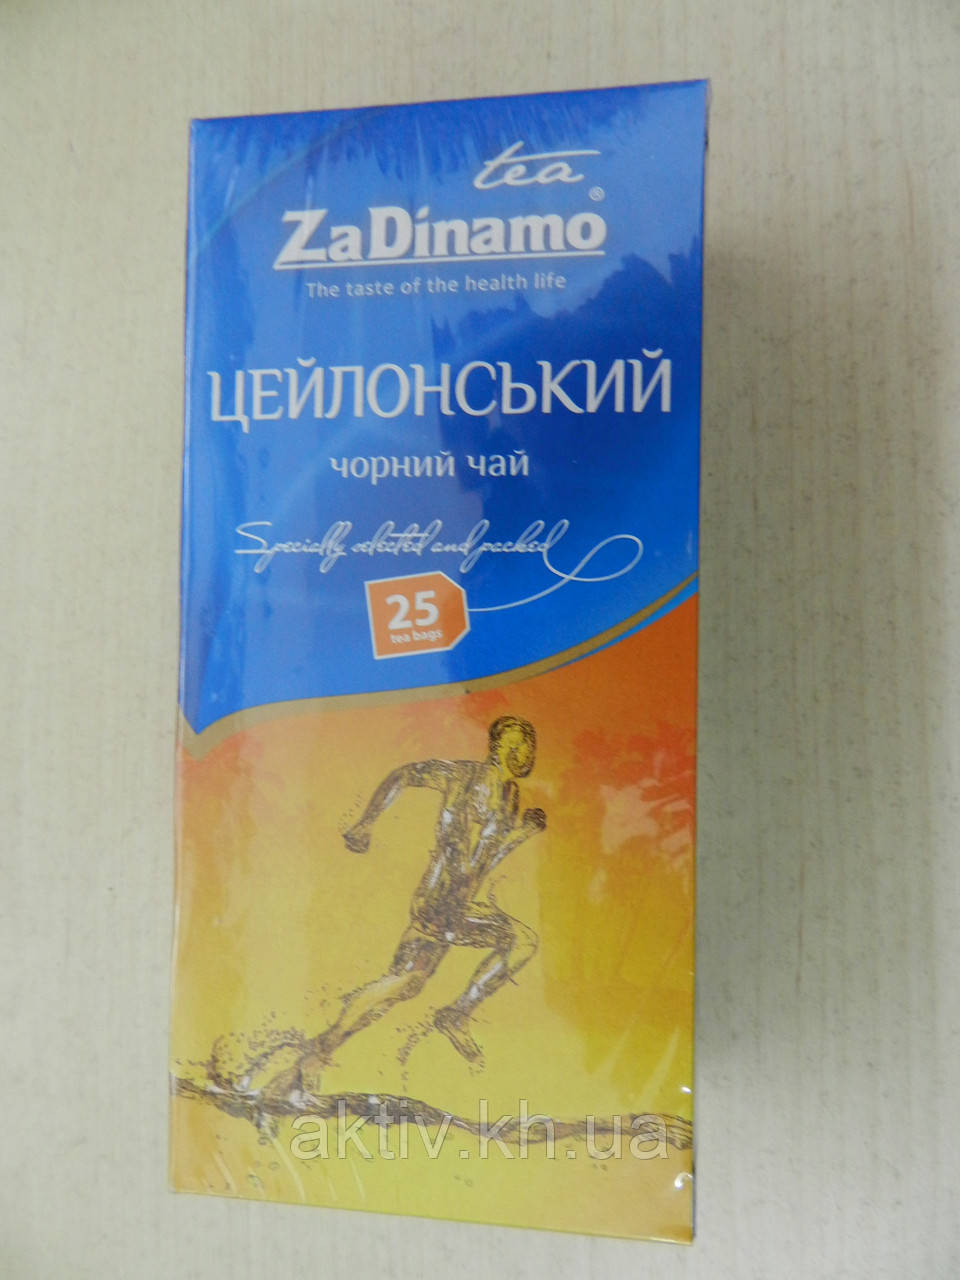 tea
ZaDinamo®
The taste of the health life
ЦЕЙЛОНСЬКИЙ
чорний чай
Specially selected and packed
25
tea bags
aktiv.kh.ua